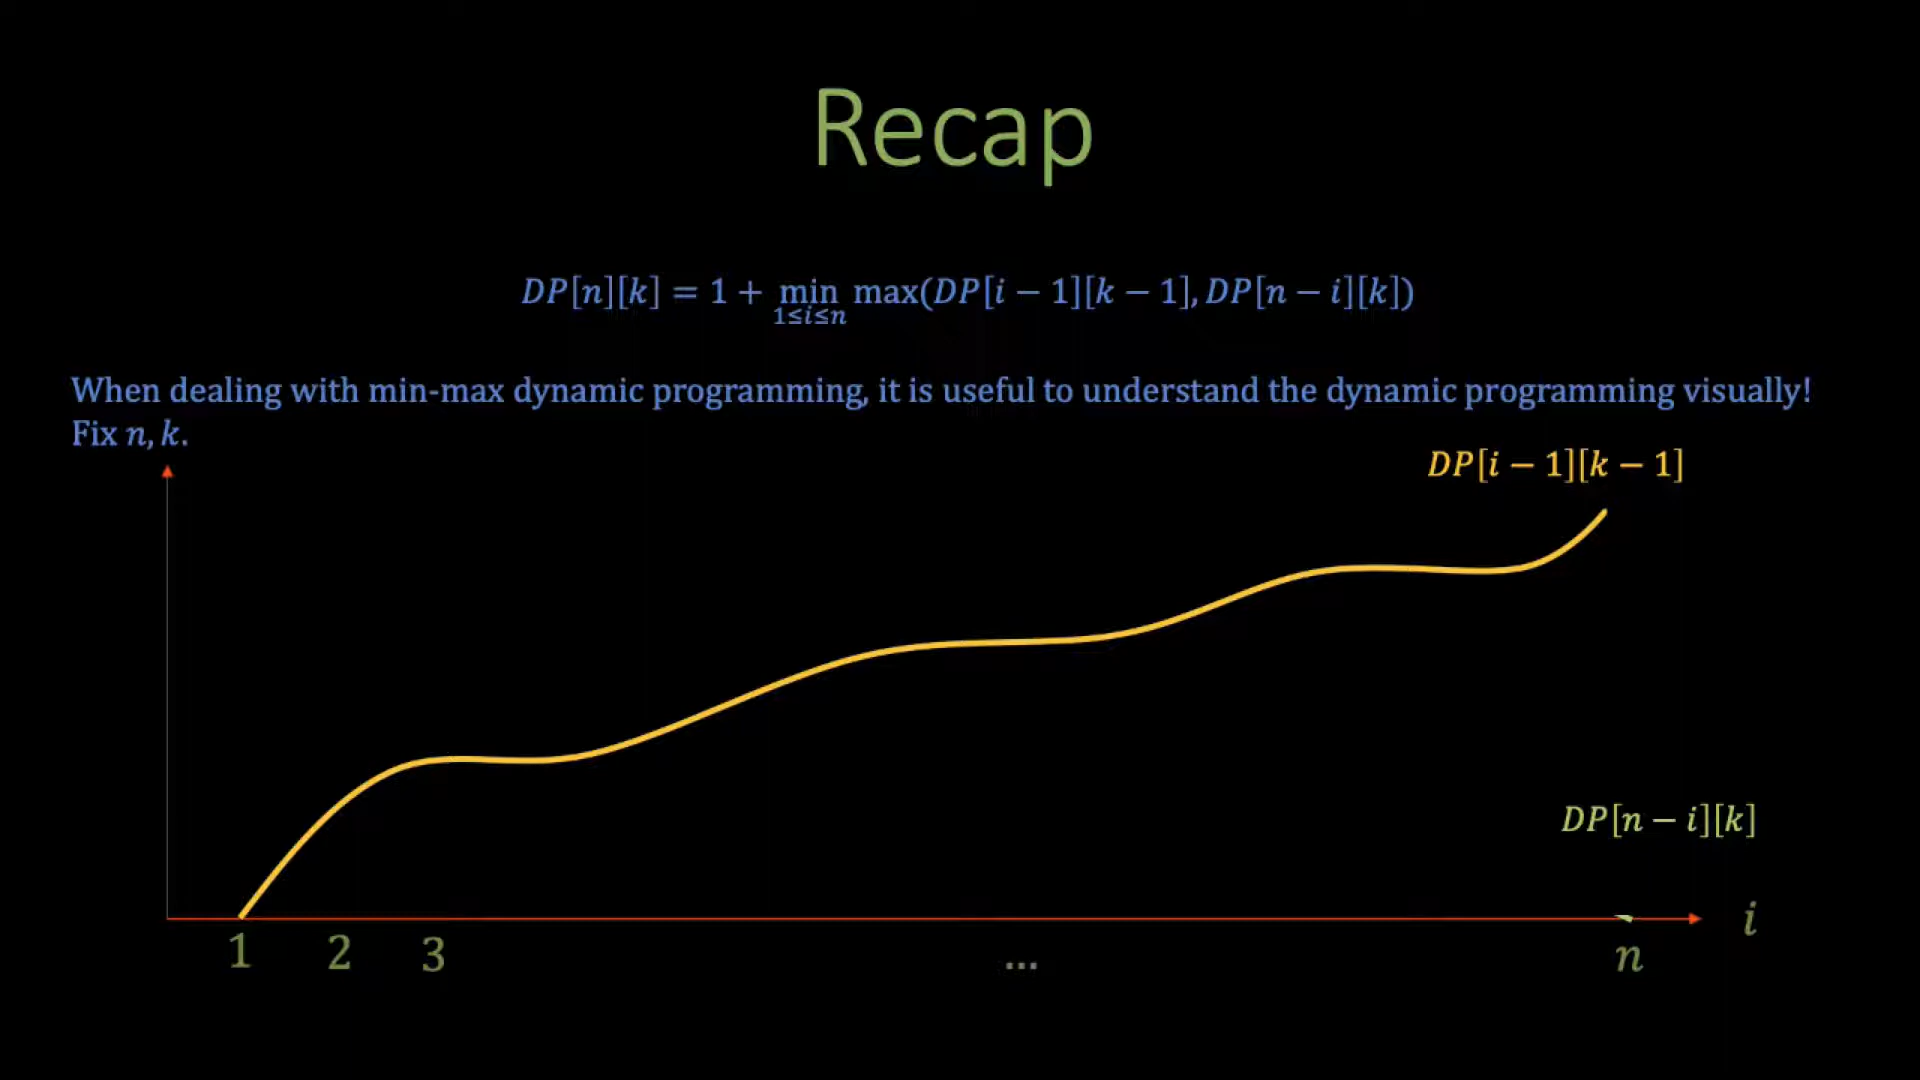 Recap
DP[n][k] = 1 + min max(DP[i − 1][k − 1], DP[n − i][k])
1≤i≤n
When dealing with min-max dynamic programming, it is useful to understand the dynamic programming visually!
Fix n, k.
DP[i − 1][k − 1]
DP[n − i][k]
i
1 2 3 ... n